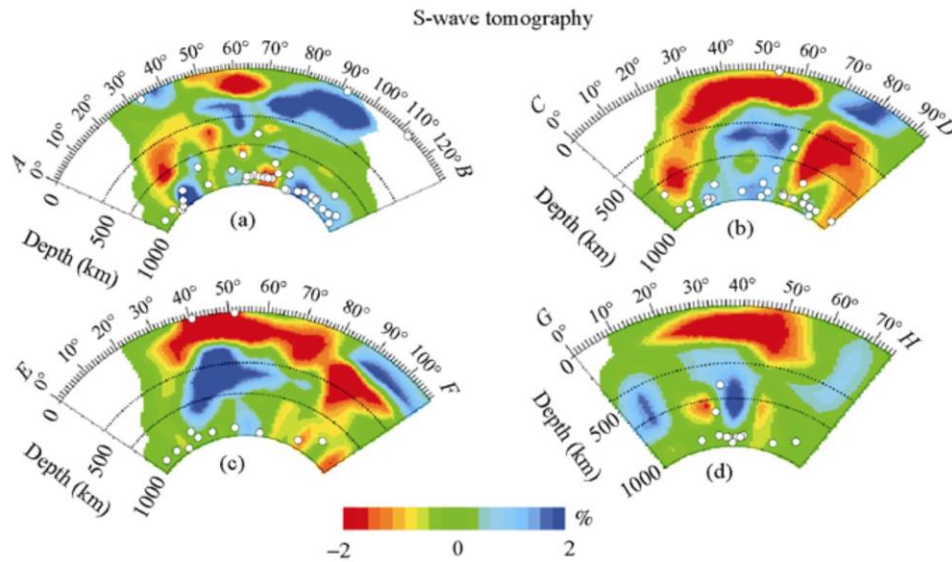 S-wave tomography
A 0° 10° 20° 30° 40° 50° 60° 70° 80° 90° 100° 110° 120° B
0 500 1000
Depth (km)
(a)
C 0° 10° 20° 30° 40° 50° 60° 70° 80° 90° D
0 500 1000
Depth (km)
(b)
E 0° 10° 20° 30° 40° 50° 60° 70° 80° 90° 100° F
0 500 1000
Depth (km)
(c)
G 0° 10° 20° 30° 40° 50° 60° 70° H
0 500 1000
Depth (km)
(d)
%
−2 0 2